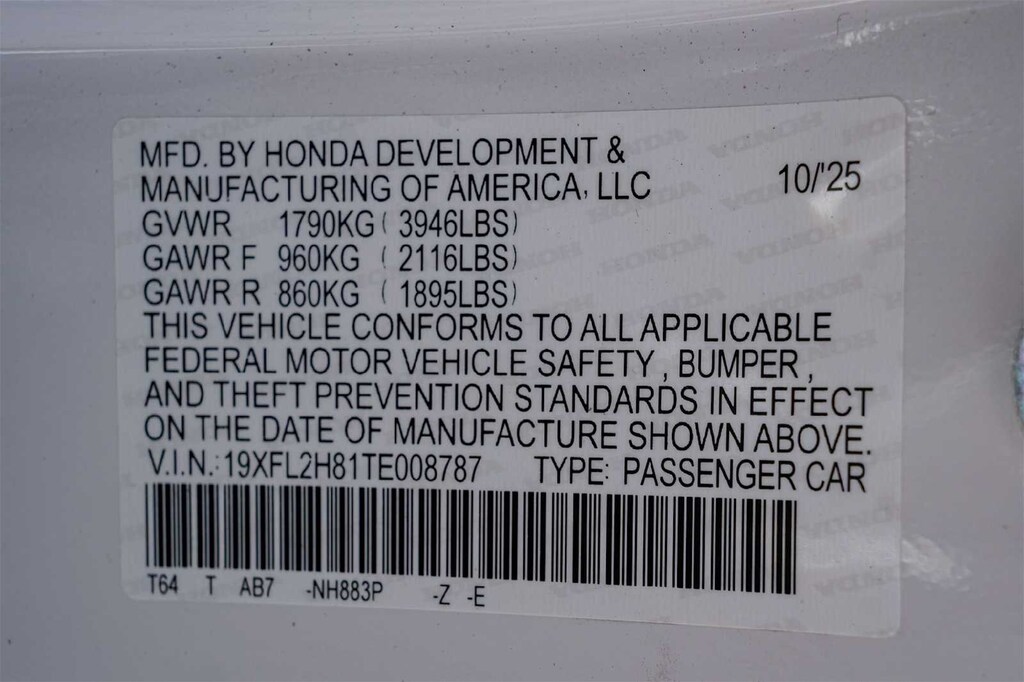 MFD. BY HONDA DEVELOPMENT &
MANUFACTURING OF AMERICA, LLC 10/'25
GVWR 1790KG ( 3946LBS)
GAWR F 960KG ( 2116LBS)
GAWR R 860KG ( 1895LBS)
THIS VEHICLE CONFORMS TO ALL APPLICABLE
FEDERAL MOTOR VEHICLE SAFETY , BUMPER ,
AND THEFT PREVENTION STANDARDS IN EFFECT
ON THE DATE OF MANUFACTURE SHOWN ABOVE.
V.I.N.: 19XFL2H81TE008787 TYPE: PASSENGER CAR
T64 T AB7 -NH883P -Z -E